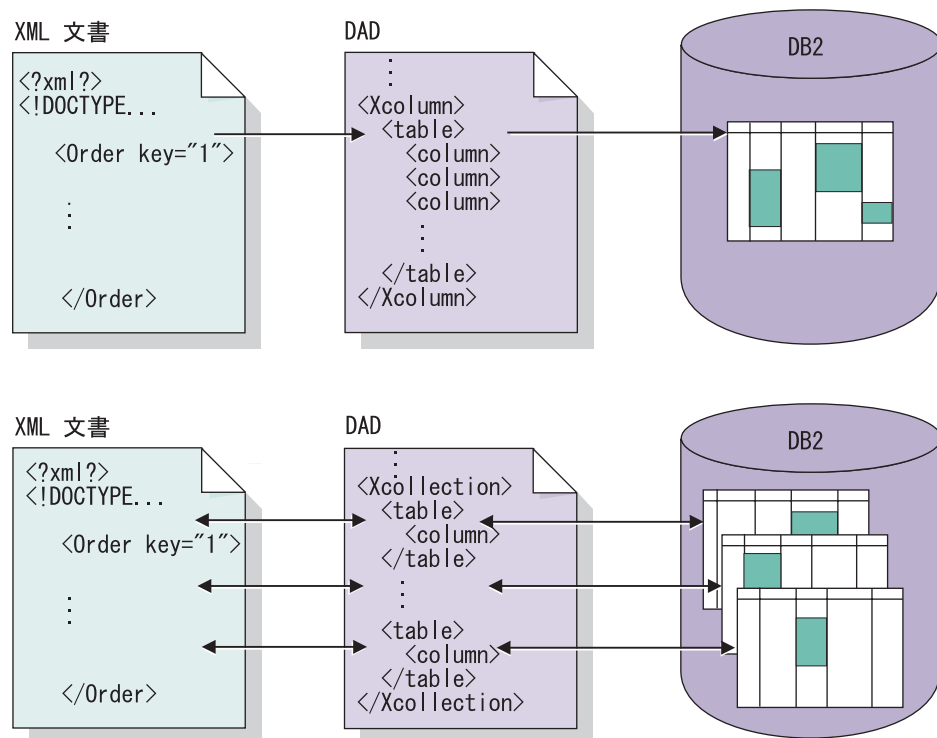 XML 文書
<?xml?>
<!DOCTYPE...
<Order key="1">
:
</Order>
DAD
:
<Xcolumn>
<table>
<column>
<column>
<column>
:
</table>
</Xcolumn>
DB2
XML 文書
<?xml?>
<!DOCTYPE...
<Order key="1">
:
</Order>
DAD
:
<Xcollection>
<table>
<column>
</table>
:
<table>
<column>
</table>
</Xcollection>
DB2